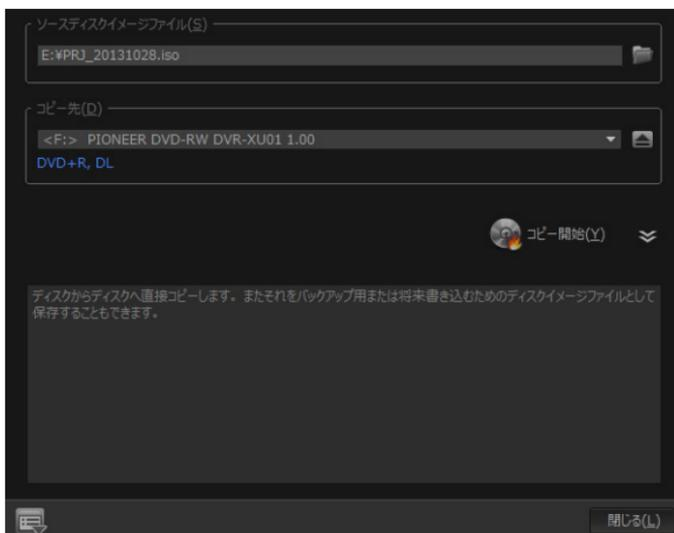 ソースディスクイメージファイル(S)
E:¥PRJ_20131028.iso
コピー先(D)
<F:> PIONEER DVD-RW DVR-XU01 1.00
DVD+R, DL
コピー開始(Y)
ディスクからディスクへ直接コピーします。またそれをバックアップ用または将来書き込むためのディスクイメージファイルとして
保存することもできます。
閉じる(L)